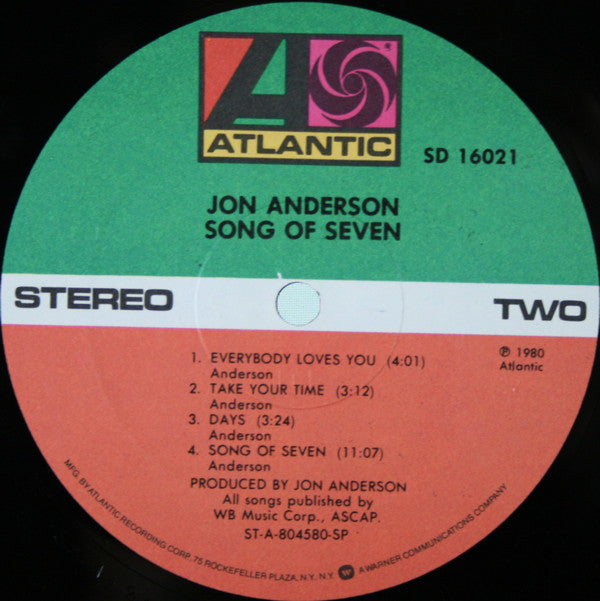 ATLANTIC
®
SD 16021
JON ANDERSON
SONG OF SEVEN
STEREO
TWO
℗ 1980
Atlantic
1. EVERYBODY LOVES YOU (4:01)
Anderson
2. TAKE YOUR TIME (3:12)
Anderson
3. DAYS (3:24)
Anderson
4. SONG OF SEVEN (11:07)
Anderson
PRODUCED BY JON ANDERSON
All songs published by
WB Music Corp., ASCAP.
ST-A-804580-SP
MFG. BY ATLANTIC RECORDING CORP. 75 ROCKEFELLER PLAZA, N.Y. N.Y. W A WARNER COMMUNICATIONS COMPANY